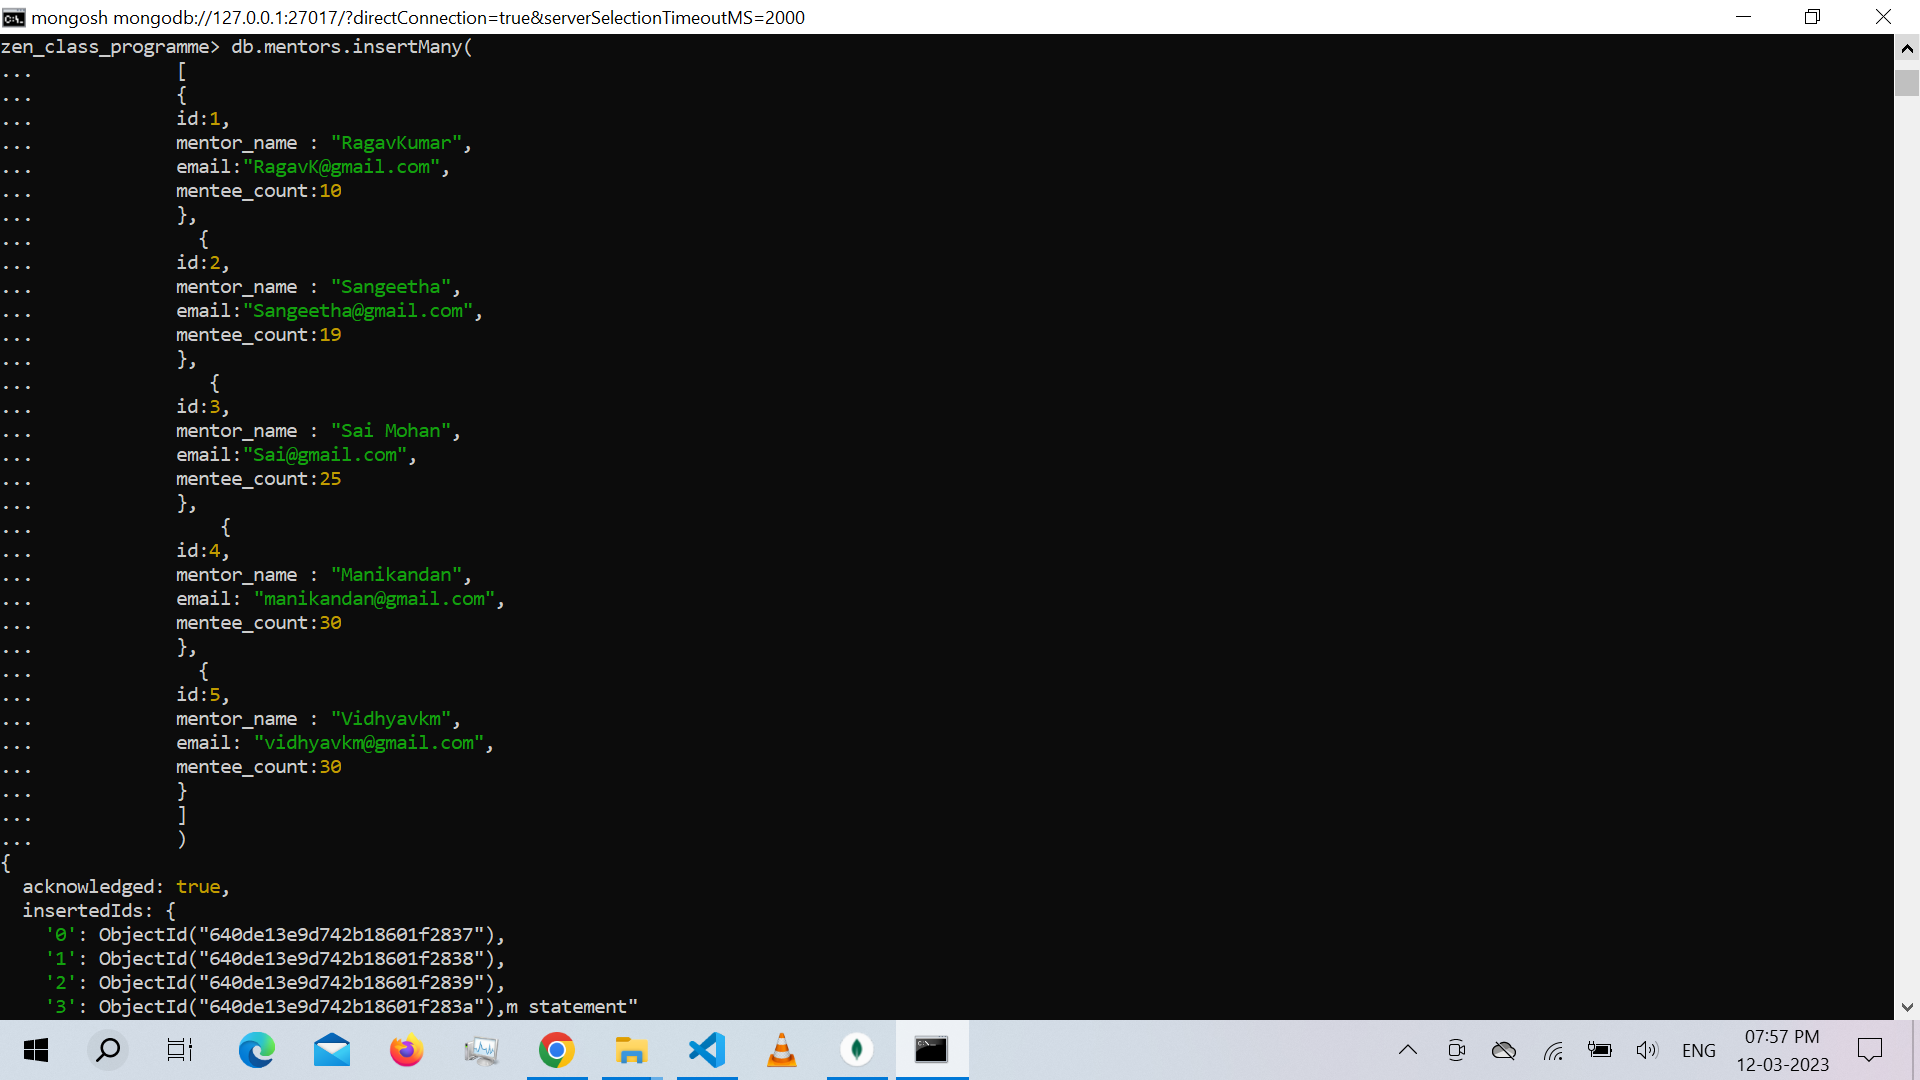 mongosh mongodb://127.0.0.1:27017/?directConnection=true&serverSelectionTimeoutMS=2000
zen_class_programme> db.mentors.insertMany(
... [
... {
... id:1,
... mentor_name : "RagavKumar",
... email:"RagavK@gmail.com",
... mentee_count:10
... },
... {
... id:2,
... mentor_name : "Sangeetha",
... email:"Sangeetha@gmail.com",
... mentee_count:19
... },
... {
... id:3,
... mentor_name : "Sai Mohan",
... email:"Sai@gmail.com",
... mentee_count:25
... },
... {
... id:4,
... mentor_name : "Manikandan",
... email: "manikandan@gmail.com",
... mentee_count:30
... },
... {
... id:5,
... mentor_name : "Vidhyavkm",
... email: "vidhyavkm@gmail.com",
... mentee_count:30
... }
... ]
... )
{
acknowledged: true,
insertedIds: {
'0': ObjectId("640de13e9d742b18601f2837"),
'1': ObjectId("640de13e9d742b18601f2838"),
'2': ObjectId("640de13e9d742b18601f2839"),
'3': ObjectId("640de13e9d742b18601f283a"),m statement"
ENG
07:57 PM
12-03-2023